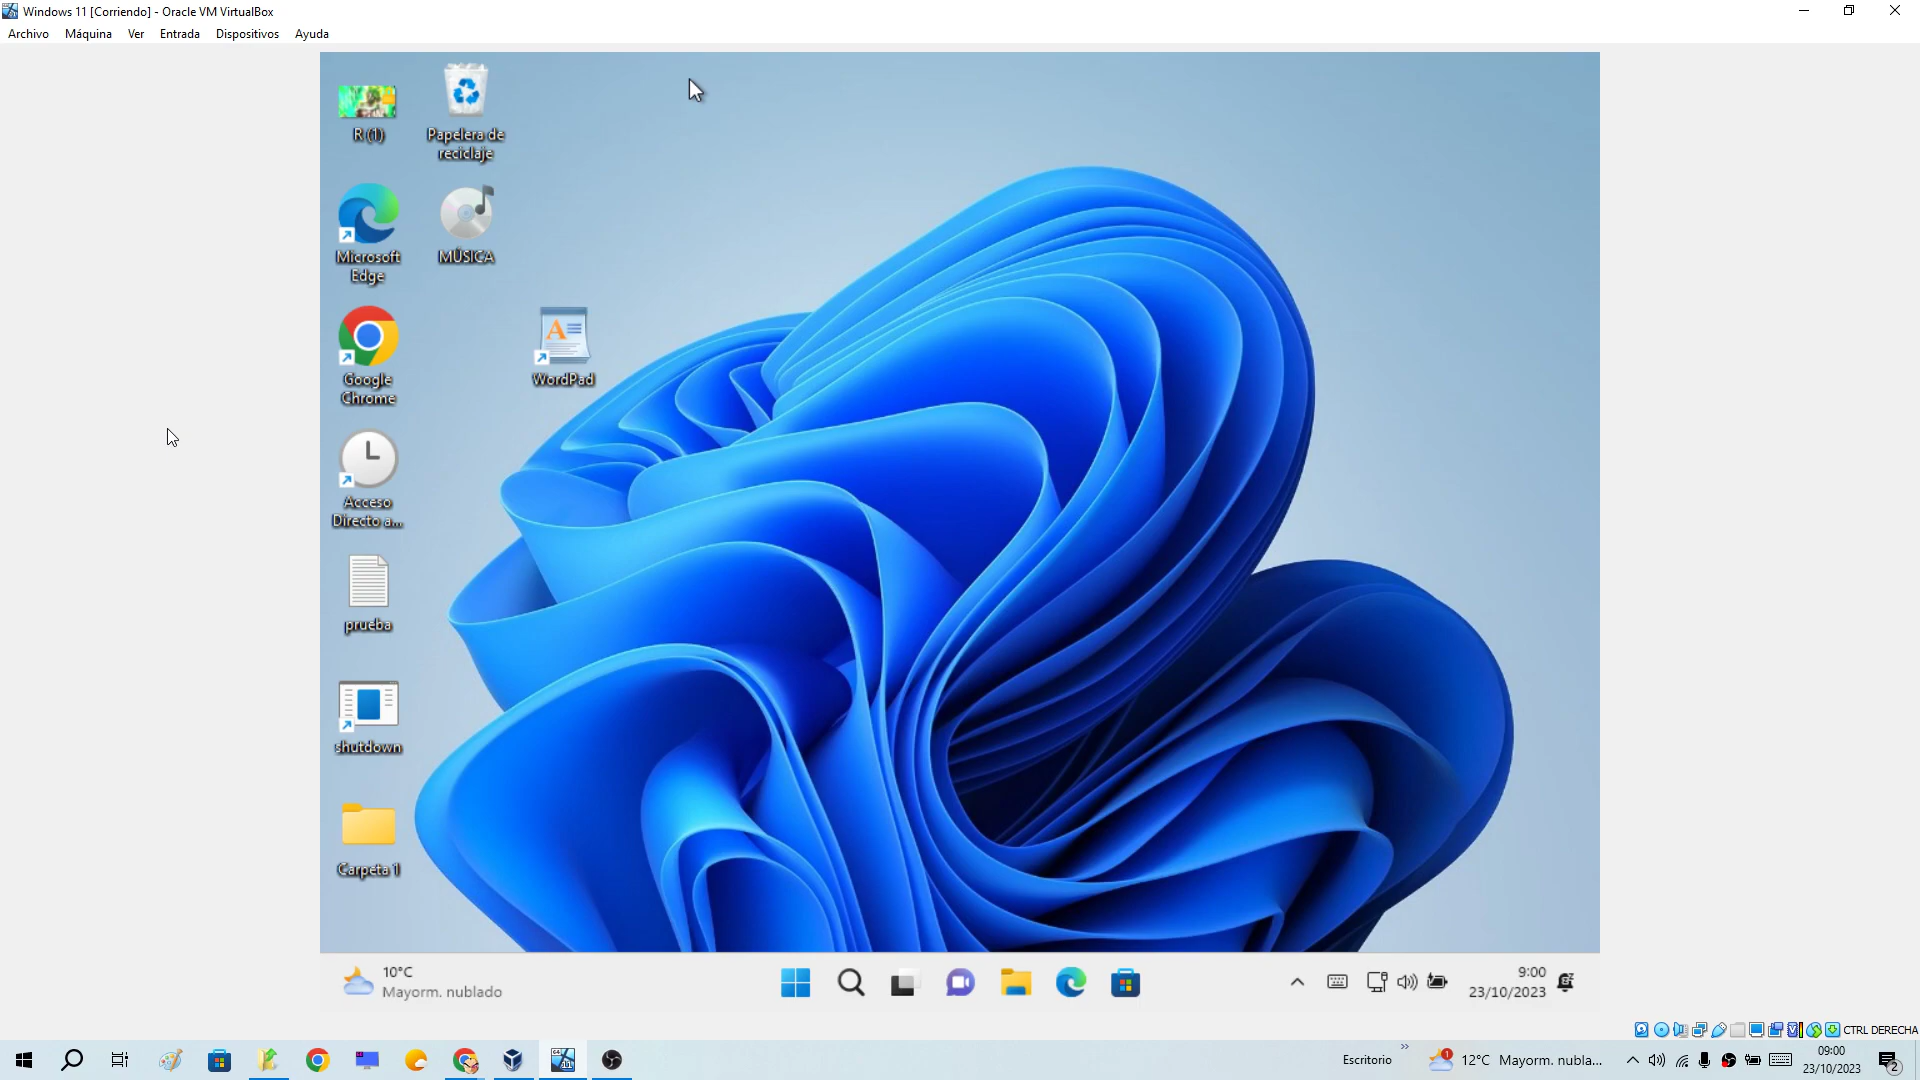 Windows 11 [Corriendo] - Oracle VM VirtualBox
Archivo Máquina Ver Entrada Dispositivos Ayuda
R (1)
Papelera de
reciclaje
Microsoft
Edge
MÚSICA
Google
Chrome
WordPad
Acceso
Directo a...
prueba
shutdown
Carpeta 1
10°C
Mayorm. nublado
9:00
23/10/2023
CTRL DERECHA
Escritorio
12°C Mayorm. nubla...
09:00
23/10/2023
2